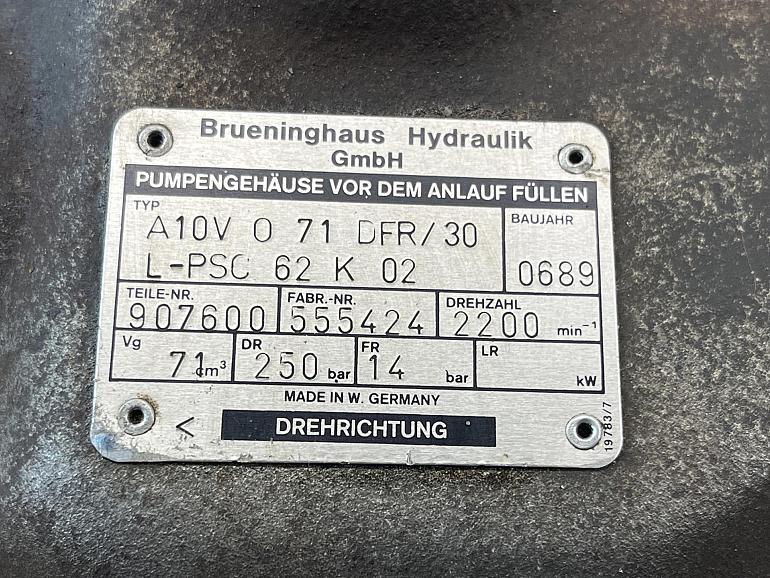 Brueninghaus Hydraulik
GmbH
PUMPENGEHÄUSE VOR DEM ANLAUF FÜLLEN
TYP
A10V O 71 DFR/30
L-PSC 62 K 02
BAUJAHR
0689
TEILE-NR.
907600
FABR.-NR.
555424
DREHZAHL
2200 min⁻¹
Vg
71 cm³
DR
250 bar
FR
14 bar
LR
kW
MADE IN W. GERMANY
< DREHRICHTUNG
19783/7